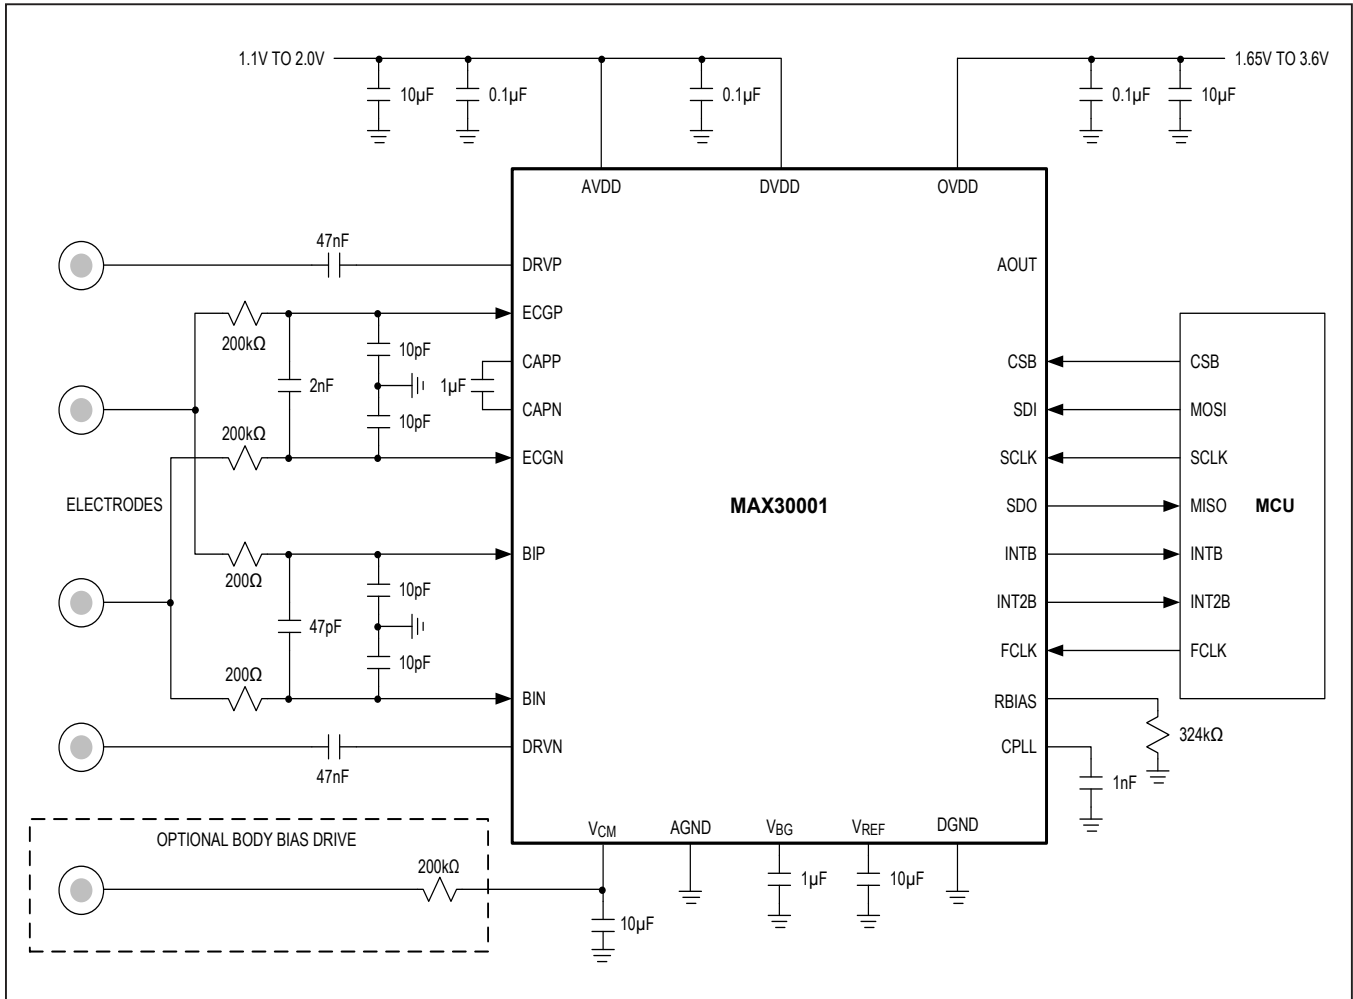 1.1V TO 2.0V
1.65V TO 3.6V
10µF
0.1µF
0.1µF
0.1µF
10µF
AVDD
DVDD
OVDD
47nF
DRVP
AOUT
ECGP
200kΩ
10pF
CAPP
CSB
CSB
2nF
1µF
10pF
CAPN
SDI
MOSI
200kΩ
ECGN
SCLK
SCLK
ELECTRODES
MAX30001
SDO
MISO
MCU
BIP
INTB
INTB
200Ω
10pF
INT2B
INT2B
47pF
10pF
FCLK
FCLK
200Ω
BIN
RBIAS
324kΩ
DRVN
CPLL
47nF
1nF
OPTIONAL BODY BIAS DRIVE
VCM
AGND
VBG
VREF
DGND
200kΩ
1µF
10µF
10µF